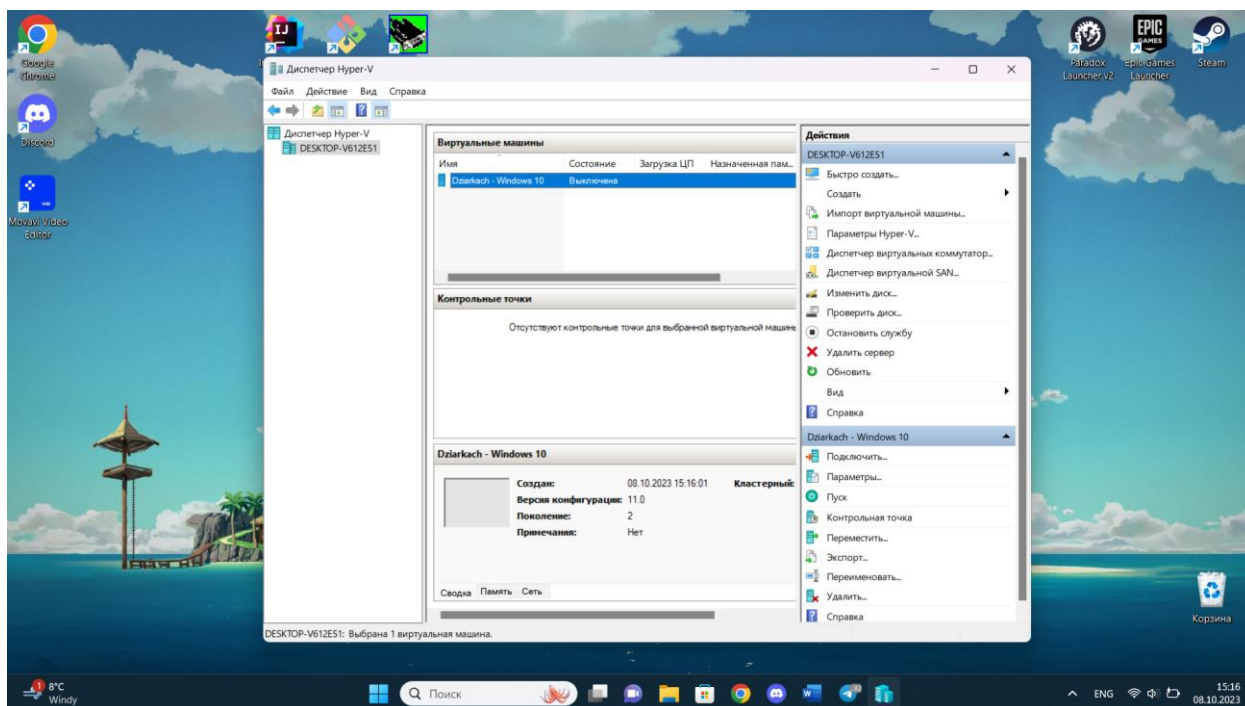 Google
Chrome
Discord
Movavi Video
Editor
IJ
Paradox
Launcher v2
EPIC
GAMES
Epic Games
Launcher
Steam
Корзина
Диспетчер Hyper-V
Файл Действие Вид Справка
Диспетчер Hyper-V
DESKTOP-V612E51
Виртуальные машины
Имя Состояние Загрузка ЦП Назначенная пам...
Dziarkach - Windows 10 Выключена
Контрольные точки
Отсутствуют контрольные точки для выбранной виртуальной машин
Dziarkach - Windows 10
Создан: 08.10.2023 15:16:01 Кластерный
Версия конфигурации: 11.0
Поколение: 2
Примечания: Нет
Сводка Память Сеть
Действия
DESKTOP-V612E51
Быстро создать...
Создать
Импорт виртуальной машины...
Параметры Hyper-V...
Диспетчер виртуальных коммутатор...
Диспетчер виртуальной SAN...
Изменить диск...
Проверить диск...
Остановить службу
Удалить сервер
Обновить
Вид
Справка
Dziarkach - Windows 10
Подключить...
Параметры...
Пуск
Контрольная точка
Переместить...
Экспорт...
Переименовать...
Удалить...
Справка
DESKTOP-V612E51: Выбрана 1 виртуальная машина.
1
8°C
Windy
Поиск
ENG
15:16
08.10.2023